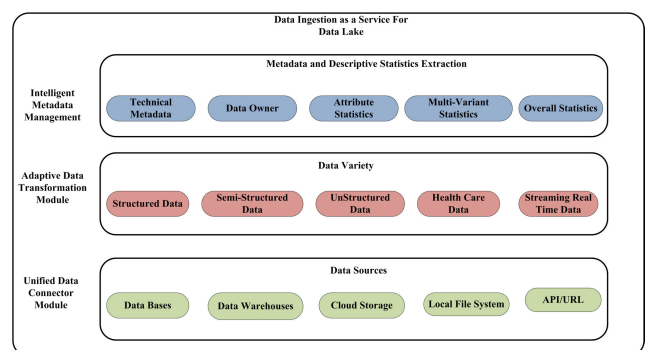 Data Ingestion as a Service For
Data Lake
Metadata and Descriptive Statistics Extraction
Intelligent
Metadata
Management
Technical
Metadata
Data Owner
Attribute
Statistics
Multi-Variant
Statistics
Overall Statistics
Data Variety
Adaptive Data
Transformation
Module
Structured Data
Semi-Structured
Data
UnStructured
Data
Health Care
Data
Streaming Real
Time Data
Data Sources
Unified Data
Connector
Module
Data Bases
Data Warehouses
Cloud Storage
Local File System
API/URL